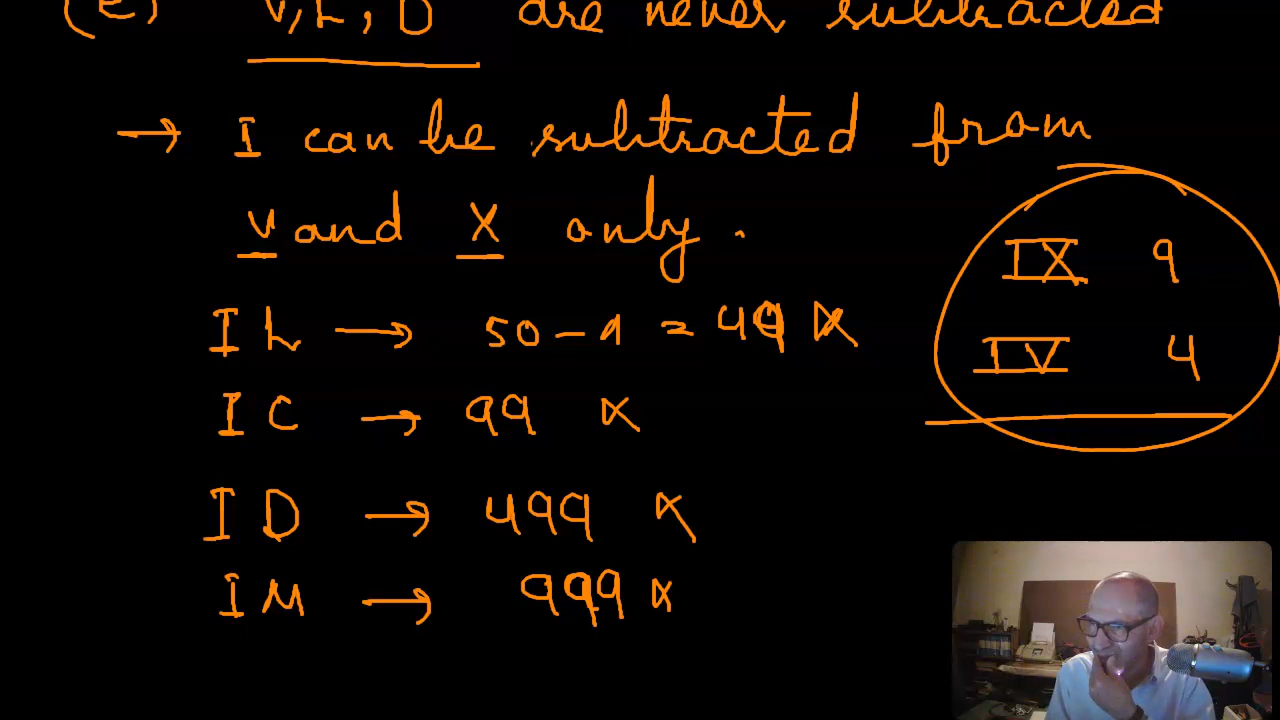 (e) V, L, D are never subtracted
→ I can be subtracted from
V and X only.
IX 9
IV 4
IL → 50 - 1 = 49 X
IC → 99 X
ID → 499 X
IM → 999 X